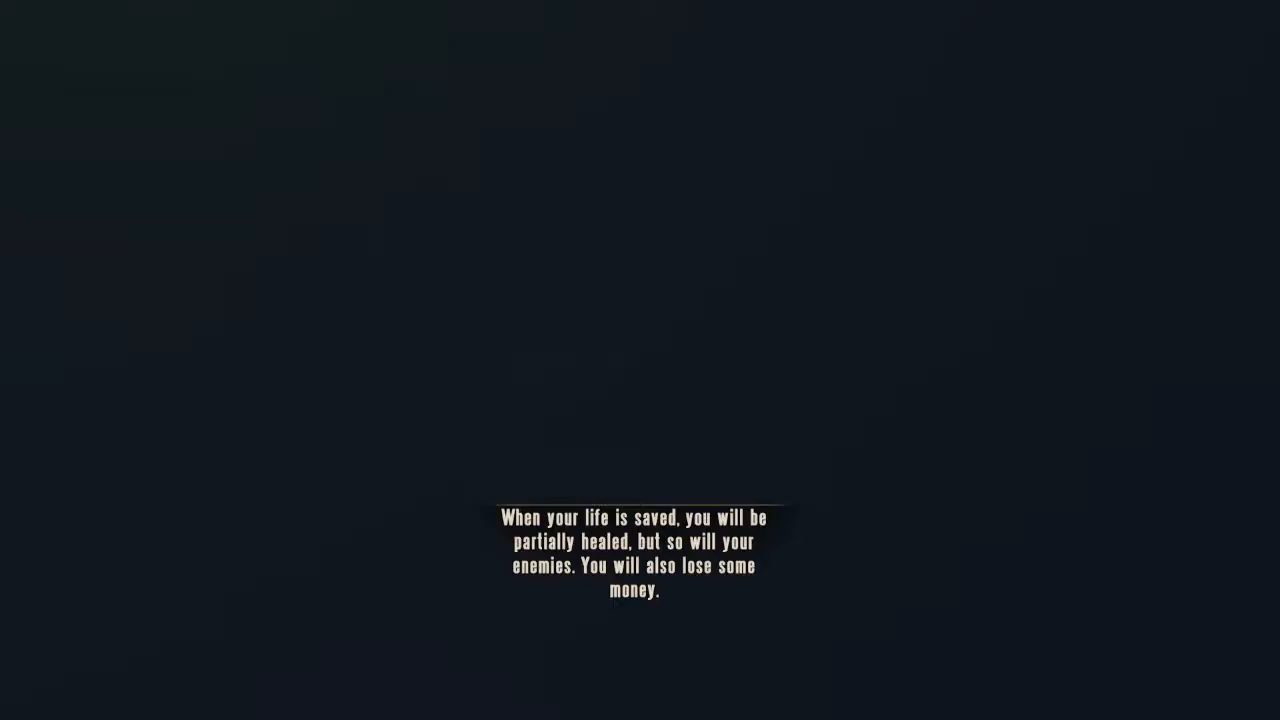 When your life is saved, you will be
partially healed, but so will your
enemies. You will also lose some
money.